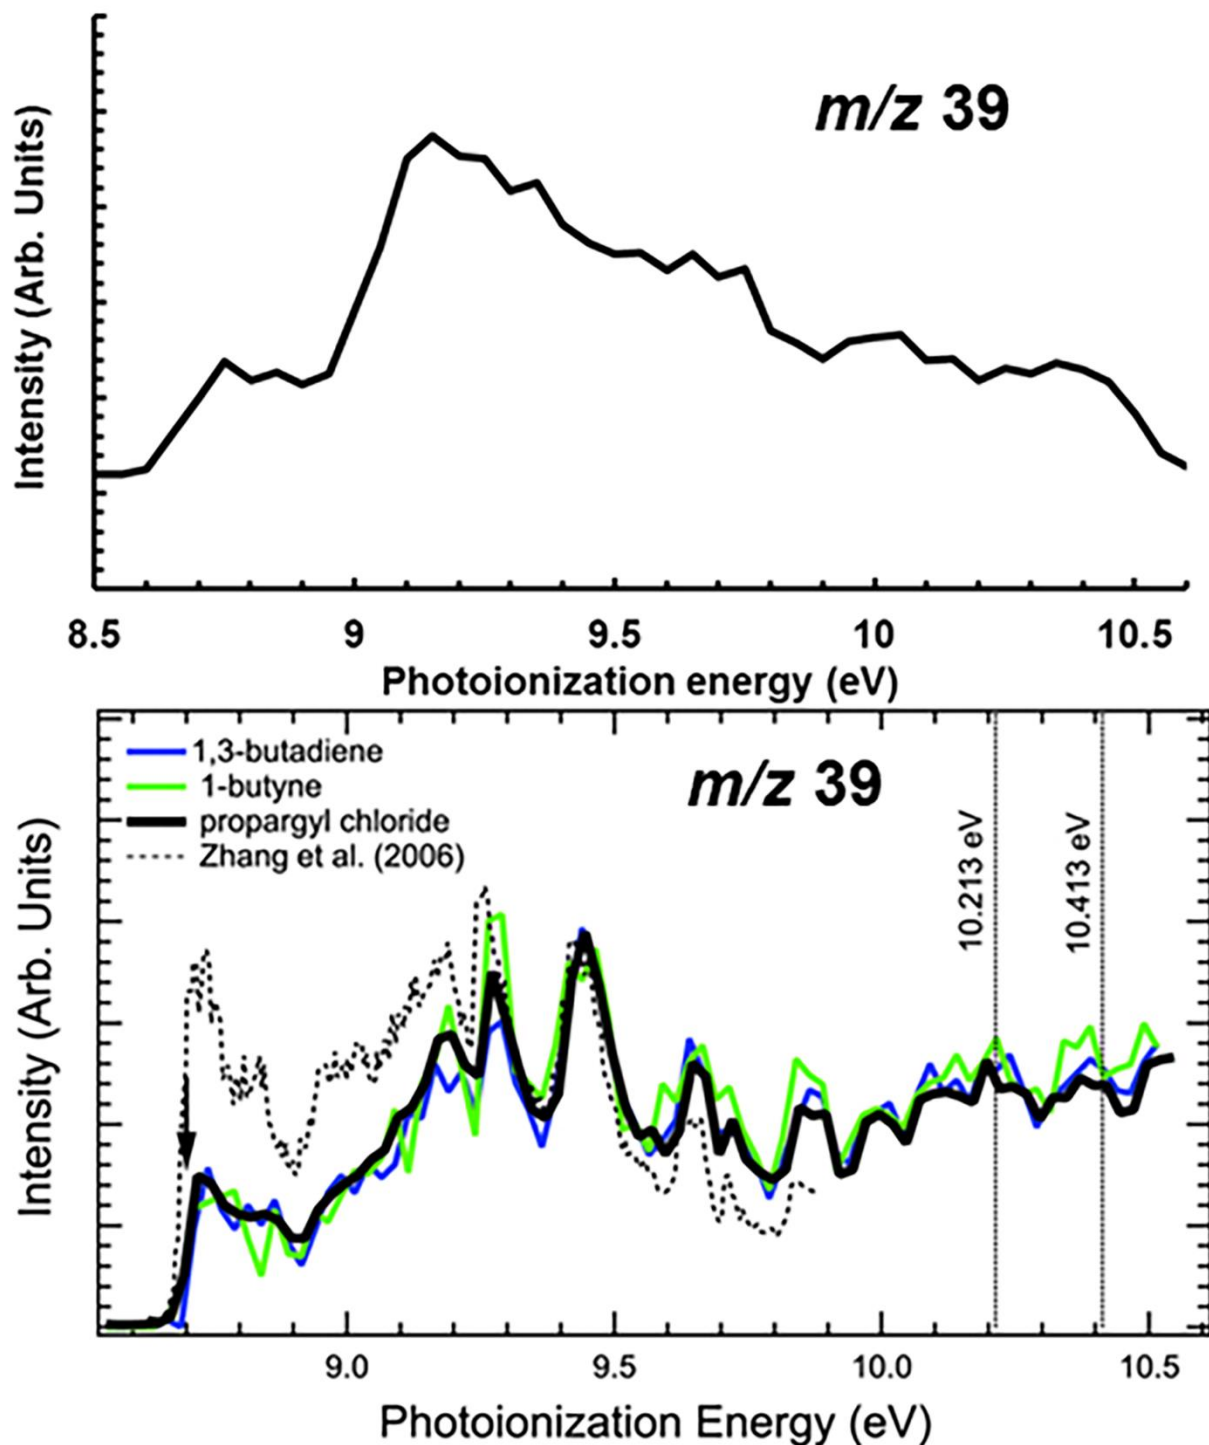 m/z 39
Intensity (Arb. Units)
8.5 9 9.5 10 10.5
Photoionization energy (eV)
1,3-butadiene
1-butyne
propargyl chloride
Zhang et al. (2006)
m/z 39
10.213 eV
10.413 eV
Intensity (Arb. Units)
9.0 9.5 10.0 10.5
Photoionization Energy (eV)